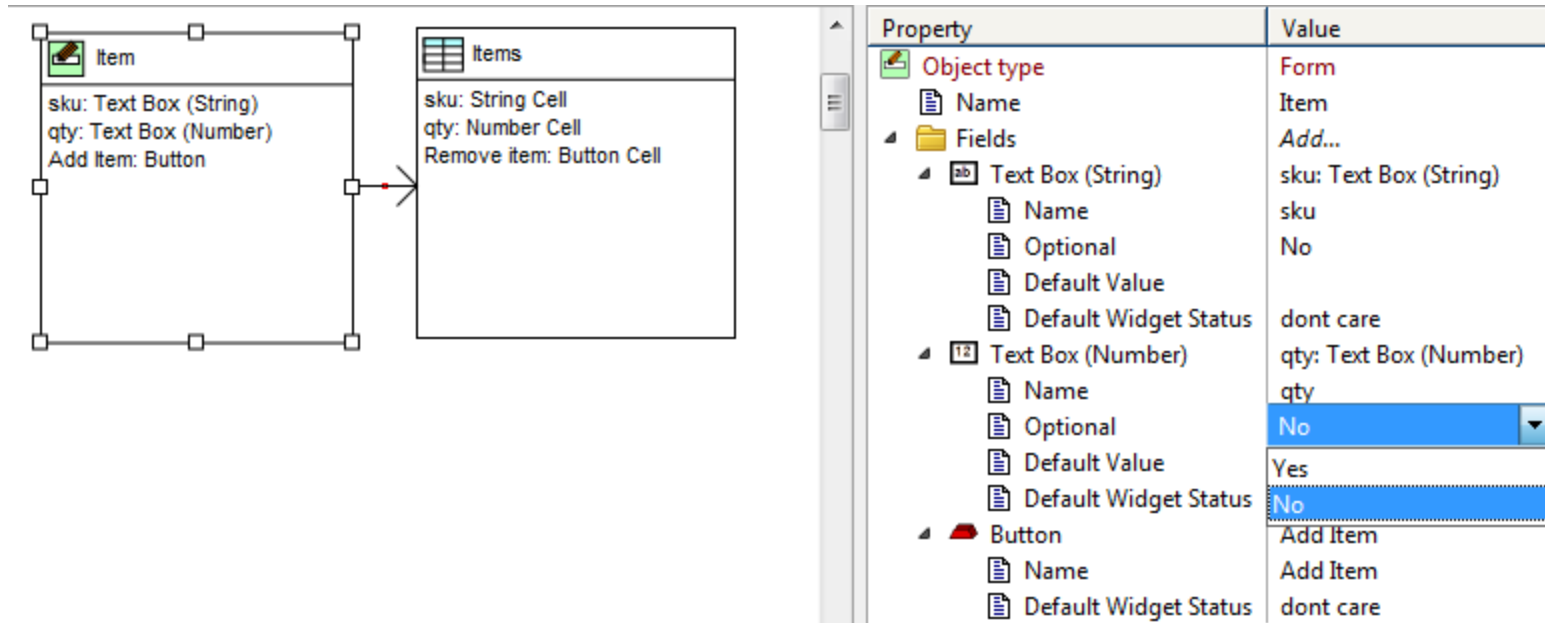 Item
sku: Text Box (String)
qty: Text Box (Number)
Add Item: Button
Items
sku: String Cell
qty: Number Cell
Remove item: Button Cell
Property Value
Object type Form
Name Item
Fields Add...
Text Box (String) sku: Text Box (String)
Name sku
Optional No
Default Value
Default Widget Status dont care
Text Box (Number) qty: Text Box (Number)
Name qty
Optional No
Default Value Yes
Default Widget Status No
Button Add Item
Name Add Item
Default Widget Status dont care